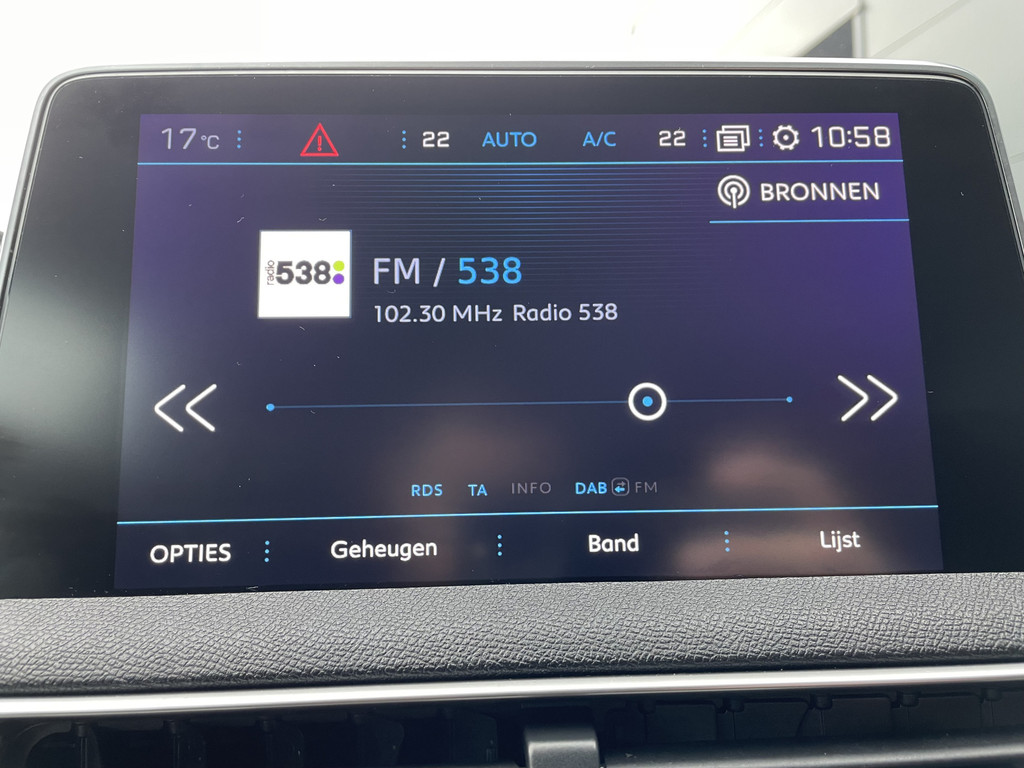 17°C 22 AUTO A/C 22 10:58
BRONNEN
radio 538
FM / 538
102.30 MHz Radio 538
RDS TA INFO DAB FM
OPTIES Geheugen Band Lijst